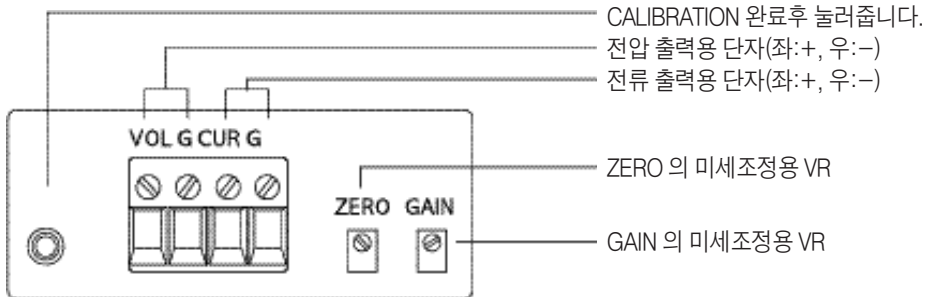 CALIBRATION 완료후 눌러줍니다.
전압 출력용 단자(좌:+, 우:-)
전류 출력용 단자(좌:+, 우:-)
VOL G CUR G
ZERO 의 미세조정용 VR
ZERO GAIN
GAIN 의 미세조정용 VR